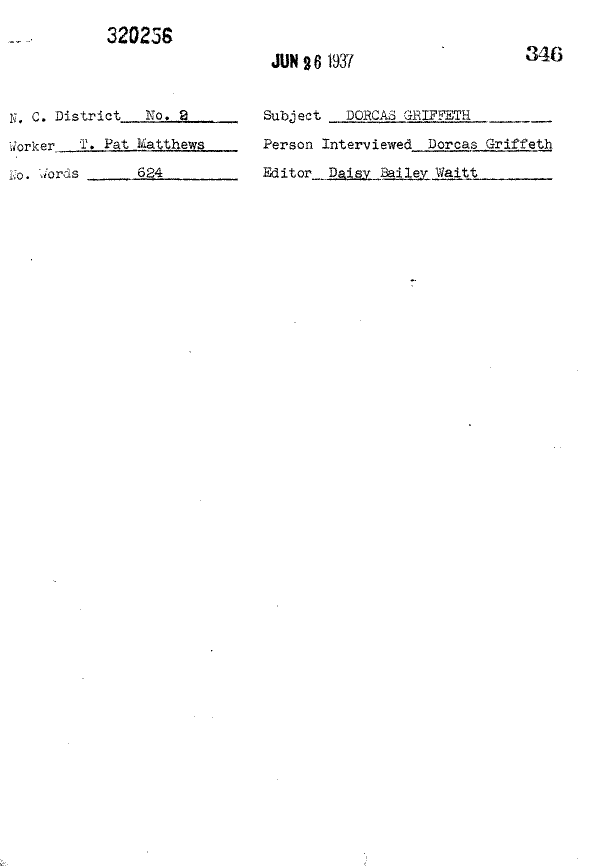 320256
JUN 26 1937
346
N. C. District No. 2 Subject DORCAS GRIFFETH
Worker T. Pat Matthews Person Interviewed Dorcas Griffeth
No. Words 624 Editor Daisy Bailey Waitt